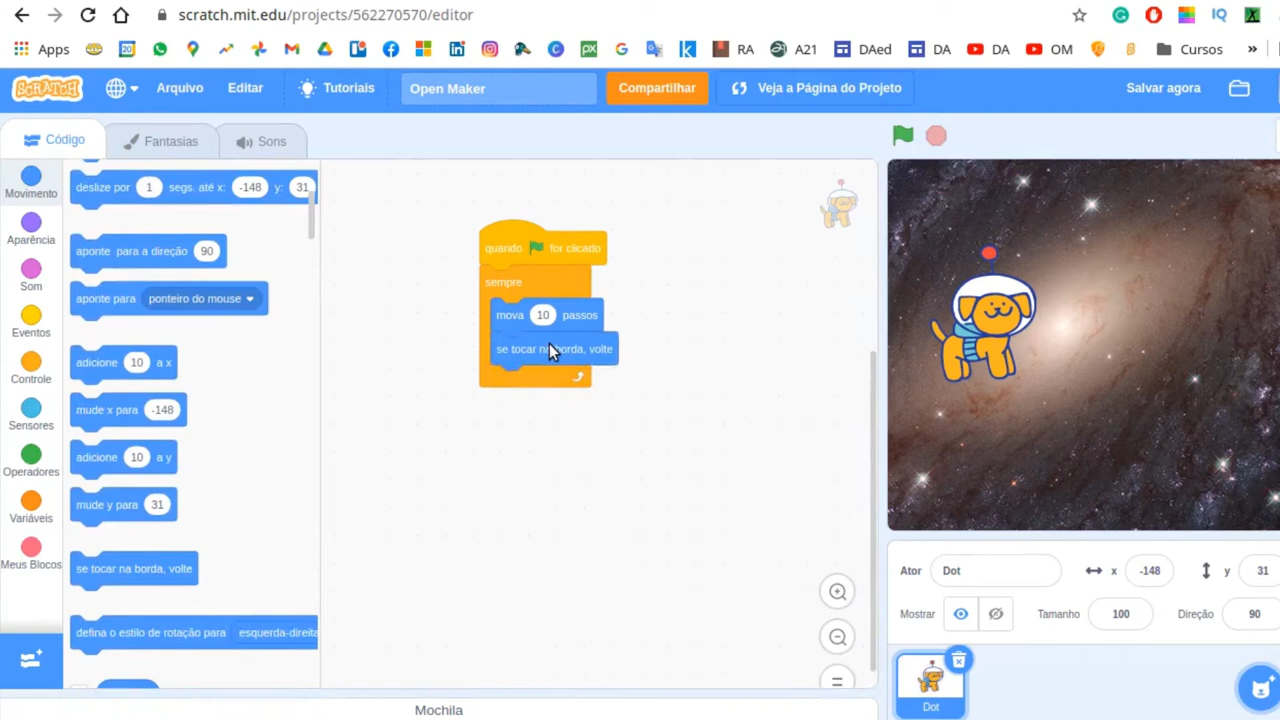 scratch.mit.edu/projects/562270570/editor
Apps
20
RA
A21
DAed
DA
DA
OM
Cursos
»
SCRATCH
Arquivo
Editar
Tutoriais
Open Maker
Compartilhar
Veja a Página do Projeto
Salvar agora
Código
Fantasias
Sons
Movimento
Aparência
Som
Eventos
Controle
Sensores
Operadores
Variáveis
Meus Blocos
deslize por 1 segs. até x: -148 y: 31
aponte para a direção 90
aponte para ponteiro do mouse
adicione 10 a x
mude x para -148
adicione 10 a y
mude y para 31
se tocar na borda, volte
defina o estilo de rotação para esquerda-direita
quando for clicado
sempre
mova 10 passos
se tocar na borda, volte
Ator Dot x -148 y 31
Mostrar Tamanho 100 Direção 90
Dot
Mochila